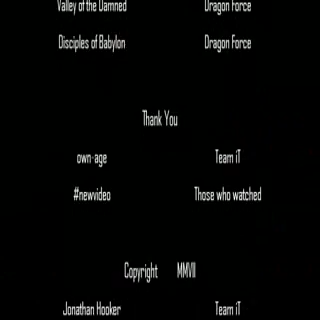 Valley of the Damned Dragon Force
Disciples of Babylon Dragon Force
Thank You
own-age Team iT
#newvideo Those who watched
Copyright MMVII
Jonathan Hooker Team iT